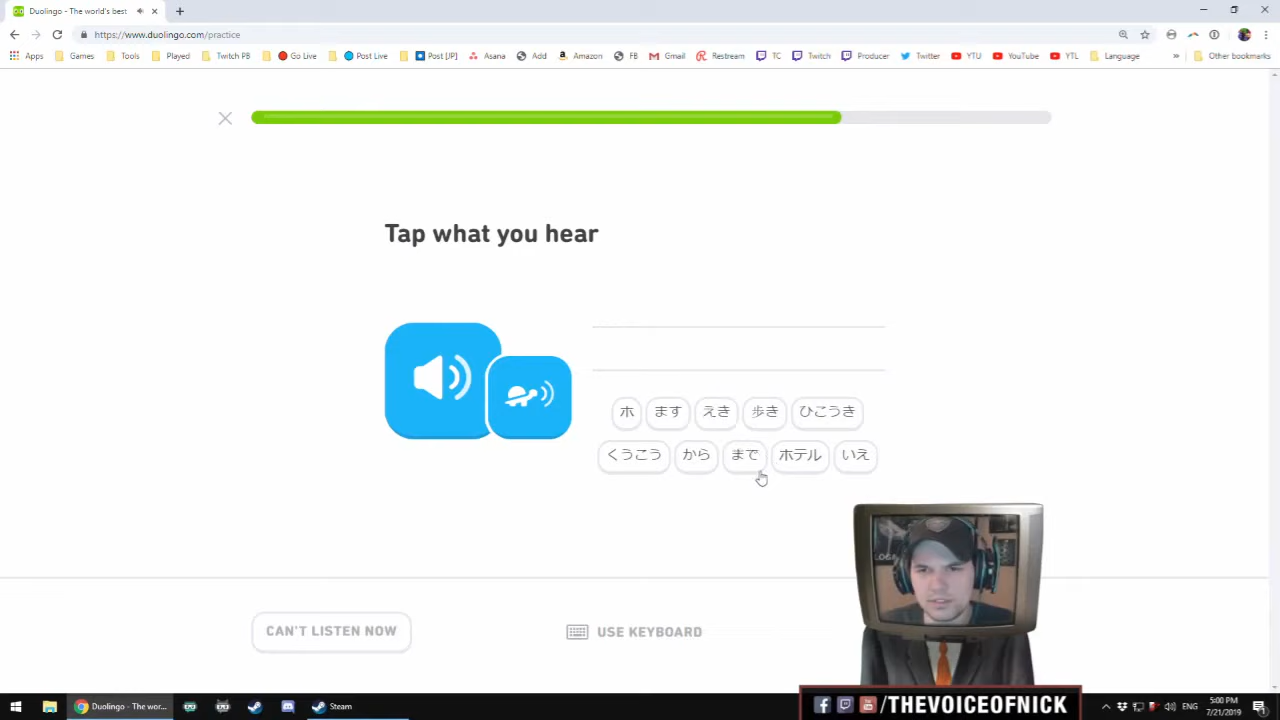 Duolingo - The world's best
https://www.duolingo.com/practice
Apps Games Tools Played Twitch PB Go Live Post Live Post [JP] Asana Add Amazon FB Gmail Restream TC Twitch Producer Twitter YTU YouTube YTL Language » Other bookmarks
Tap what you hear
ホ ます えき 歩き ひこうき
くうこう から まで ホテル いえ
CAN'T LISTEN NOW
USE KEYBOARD
/THEVOICEOFNICK
Duolingo - The wor...
Steam
ENG
5:00 PM
7/21/2019